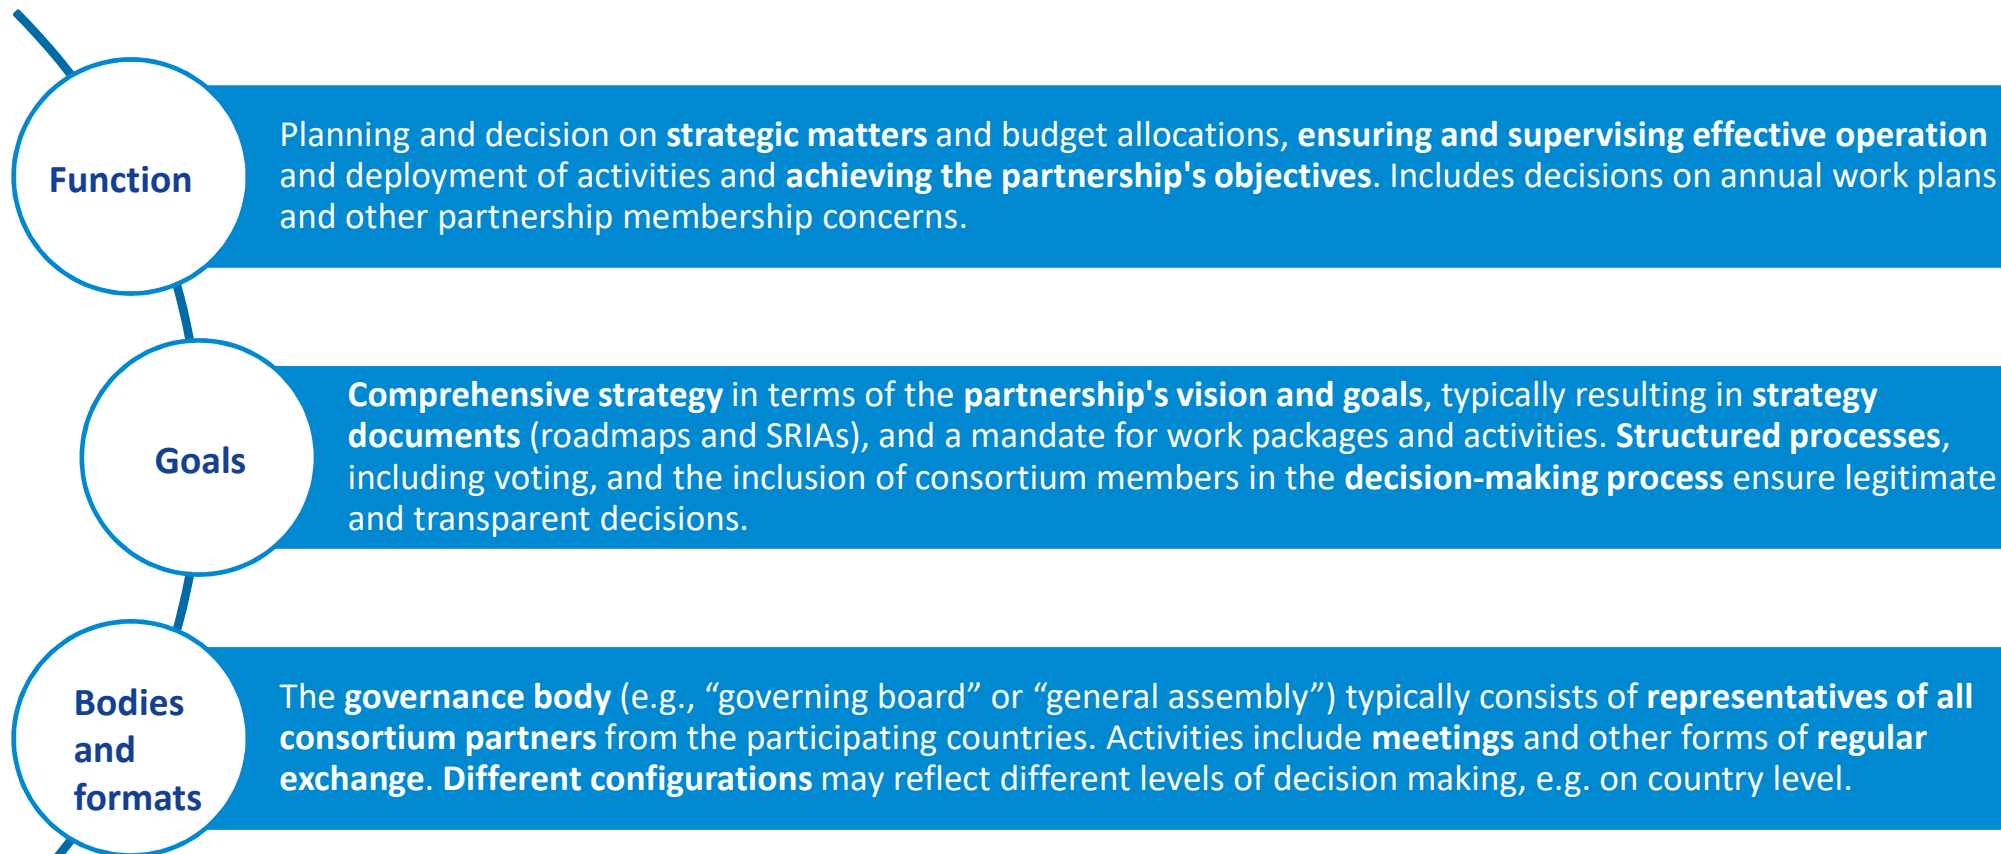 Function
Planning and decision on strategic matters and budget allocations, ensuring and supervising effective operation
and deployment of activities and achieving the partnership's objectives. Includes decisions on annual work plans
and other partnership membership concerns.
Goals
Comprehensive strategy in terms of the partnership's vision and goals, typically resulting in strategy
documents (roadmaps and SRIAs), and a mandate for work packages and activities. Structured processes,
including voting, and the inclusion of consortium members in the decision-making process ensure legitimate
and transparent decisions.
Bodies
and
formats
The governance body (e.g., “governing board” or “general assembly”) typically consists of representatives of all
consortium partners from the participating countries. Activities include meetings and other forms of regular
exchange. Different configurations may reflect different levels of decision making, e.g. on country level.